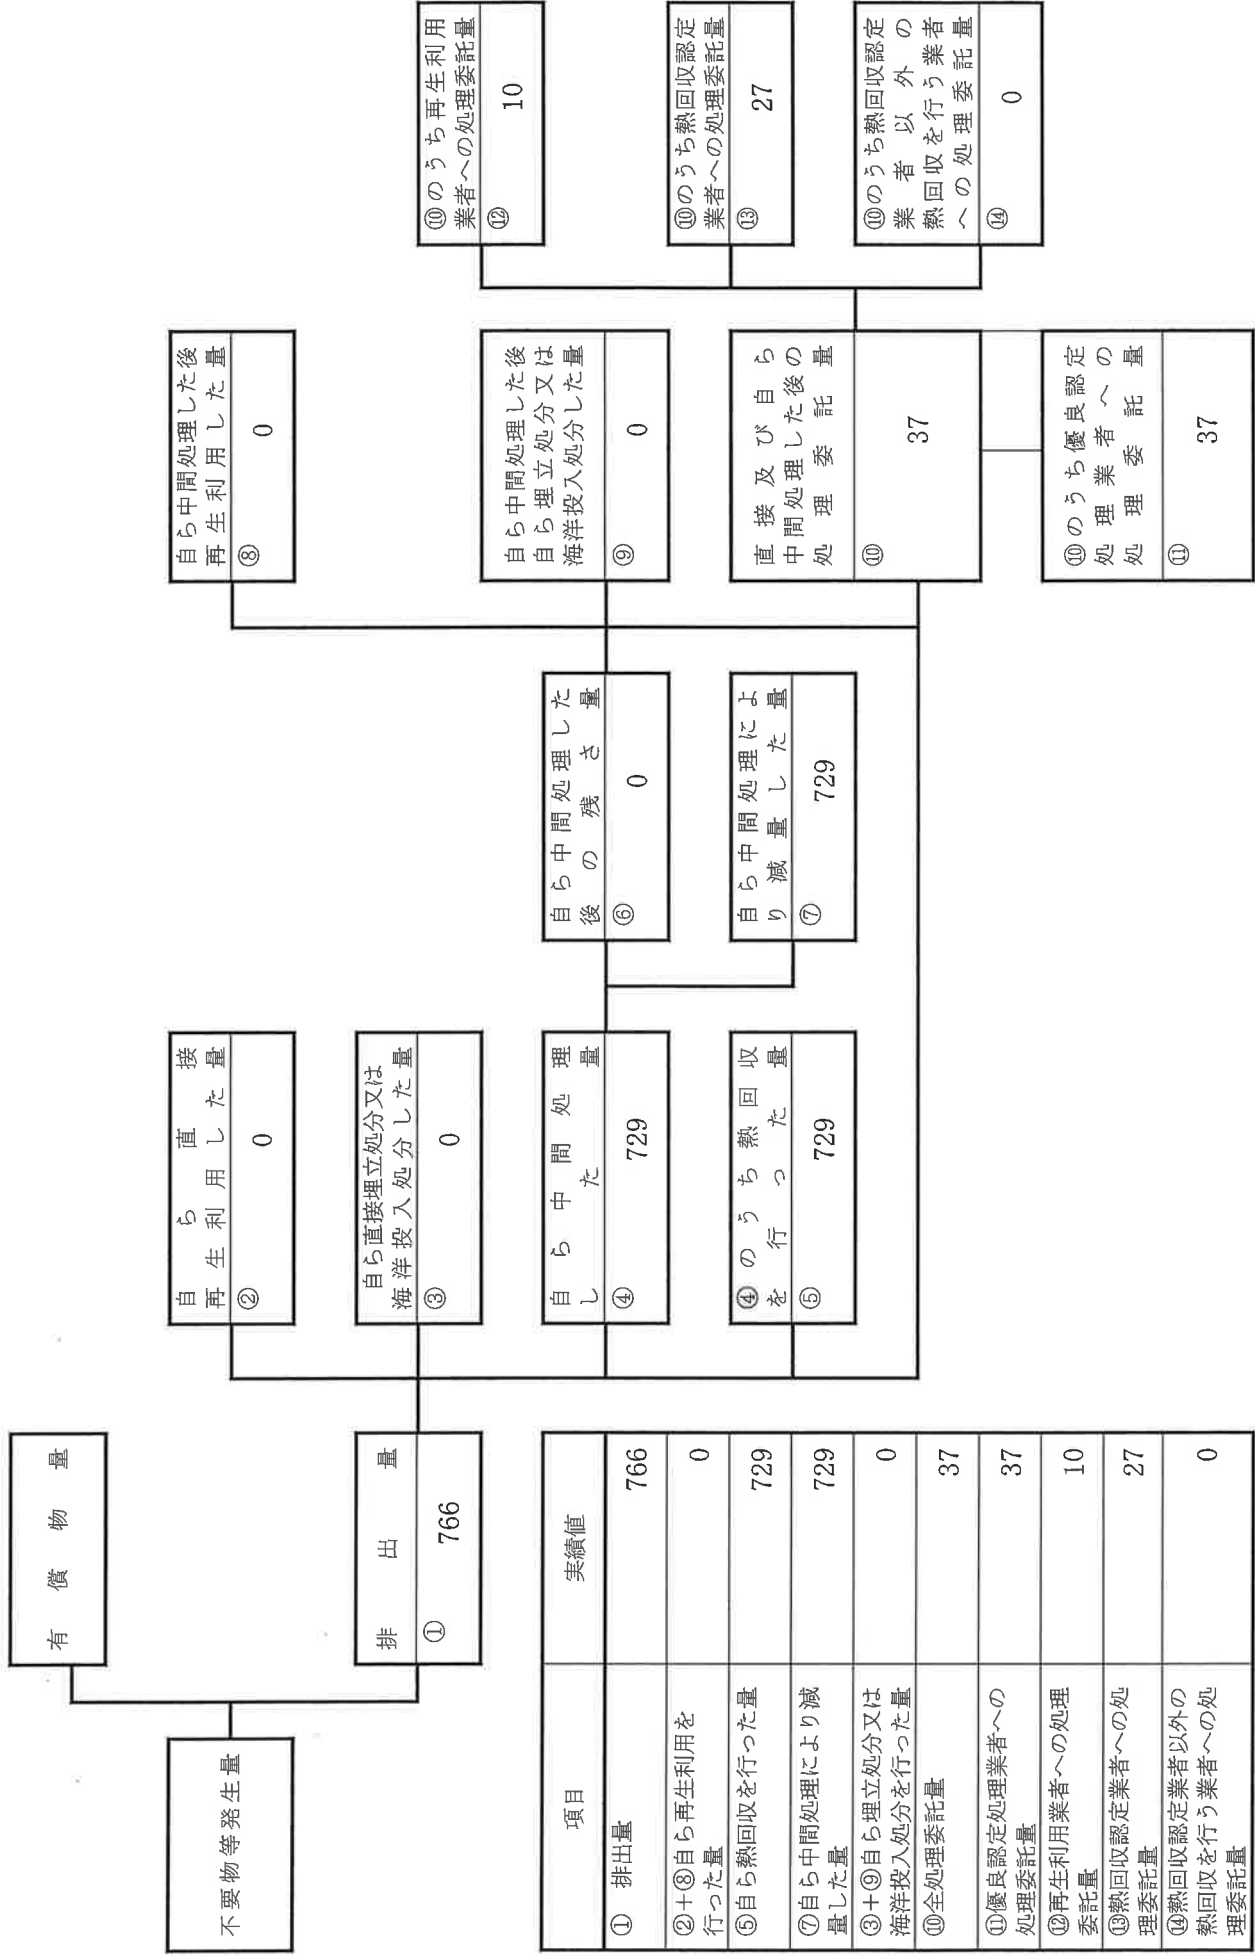 不要物等発生量
有償物量
排出量
① 766
自ら直接
再生利用した量
② 0
自ら直接埋立処分又は
海洋投入処分した量
③ 0
自ら中間処理
した量
④ 729
④のうち熱回収
を行った量
⑤ 729
自ら中間処理した
後の残さ量
⑥ 0
自ら中間処理によ
り減量した量
⑦ 729
自ら中間処理した後
再生利用した量
⑧ 0
自ら中間処理した後
自ら埋立処分又は
海洋投入処分した量
⑨ 0
直接及び自ら
中間処理した後の
処理委託量
⑩ 37
⑩のうち優良認定
処理業者への
処理委託量
⑪ 37
⑩のうち再生利用
業者への処理委託量
⑫ 10
⑩のうち熱回収認定
業者への処理委託量
⑬ 27
⑩のうち熱回収認定
業者以外の
熱回収を行う業者
への処理委託量
⑭ 0
項目 実績値
① 排出量 766
②+⑧自ら再生利用を
行った量 0
⑤自ら熱回収を行った量 729
⑦自ら中間処理により減
量した量 729
③+⑨自ら埋立処分又は
海洋投入処分を行った量 0
⑩全処理委託量 37
⑪優良認定処理業者への
処理委託量 37
⑫再生利用業者への処理
委託量 10
⑬熱回収認定業者への処
理委託量 27
⑭熱回収認定業者以外の
熱回収を行う業者への処
理委託量 0